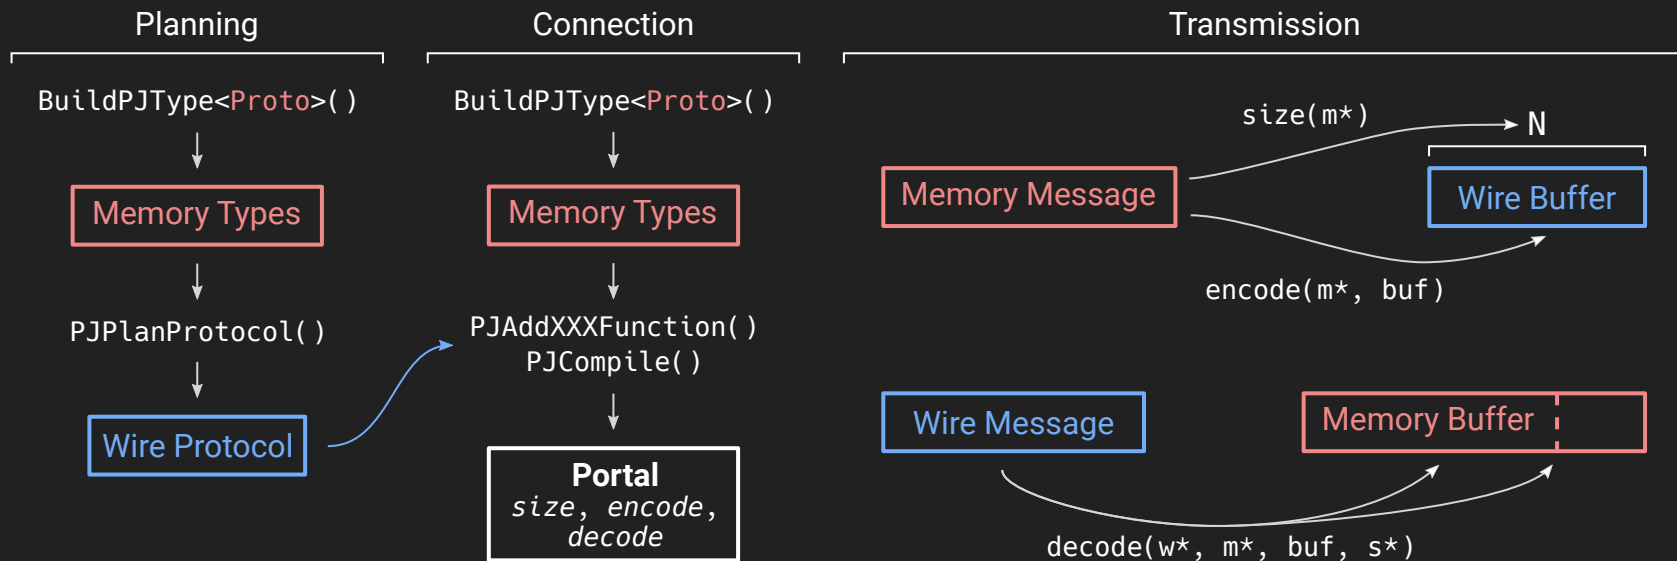 Planning
BuildPJType<Proto>()
Memory Types
PJPlanProtocol()
Wire Protocol
Connection
BuildPJType<Proto>()
Memory Types
PJAddXXXFunction()
PJCompile()
Portal
size, encode,
decode
Transmission
size(m*)
N
Memory Message
Wire Buffer
encode(m*, buf)
Wire Message
Memory Buffer
decode(w*, m*, buf, s*)